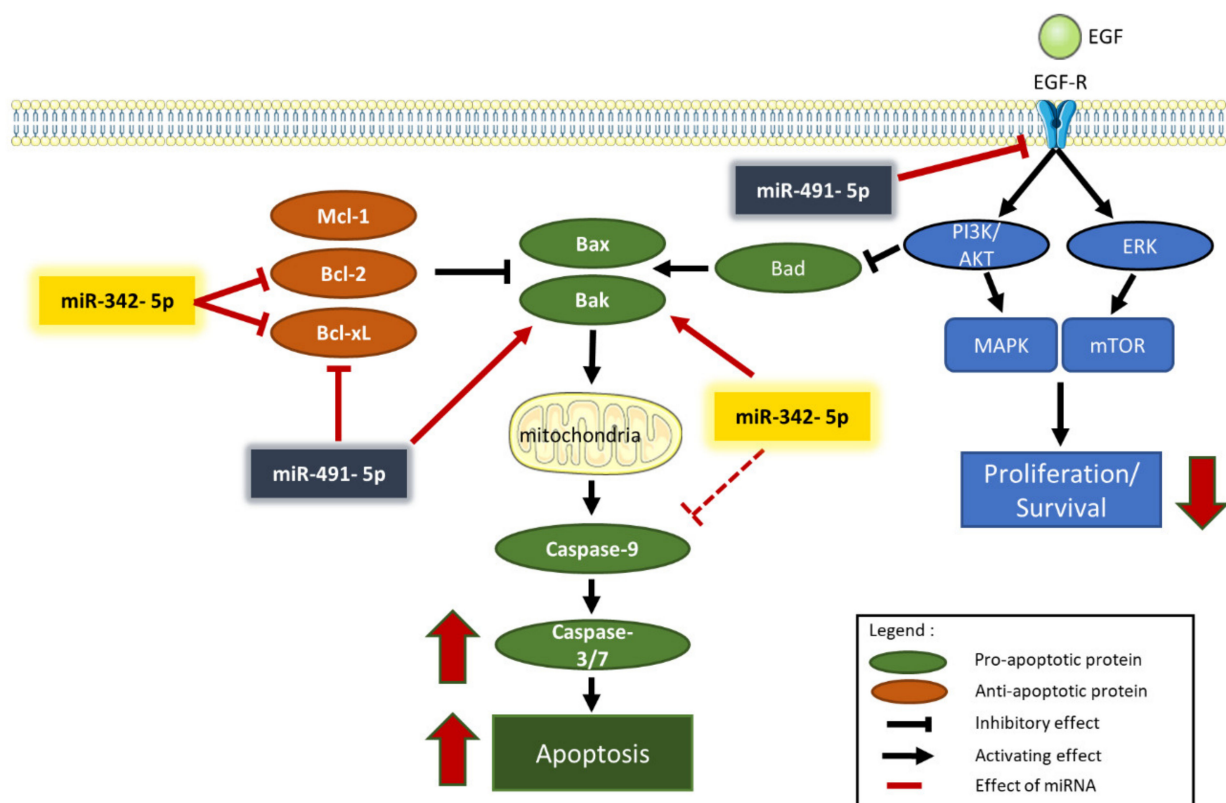 EGF
EGF-R
miR-491- 5p
Mcl-1
Bax
PI3K/
AKT
ERK
Bcl-2
Bad
miR-342- 5p
Bak
Bcl-xL
MAPK
mTOR
miR-342- 5p
mitochondria
miR-491- 5p
Proliferation/
Survival
Caspase-9
Caspase-
3/7
Apoptosis
Legend :
Pro-apoptotic protein
Anti-apoptotic protein
Inhibitory effect
Activating effect
Effect of miRNA